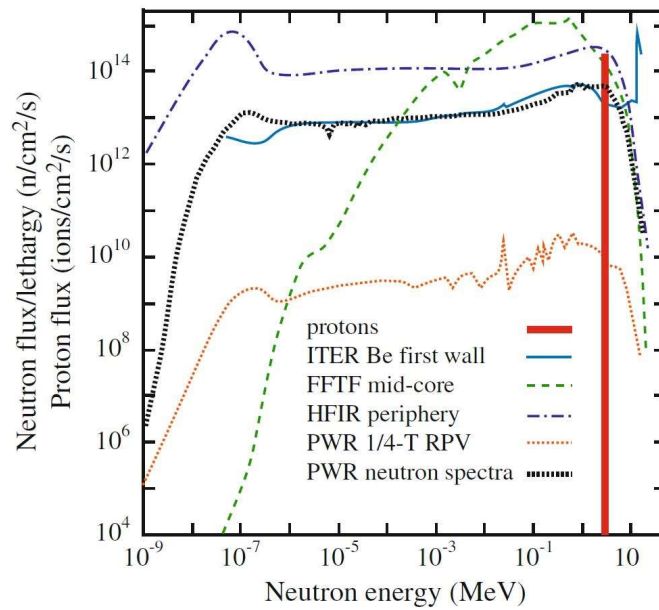 Neutron flux/lethargy (n/cm²/s)
Proton flux (ions/cm²/s)
10¹⁴
10¹²
10¹⁰
10⁸
10⁶
10⁴
protons
ITER Be first wall
FFTF mid-core
HFIR periphery
PWR 1/4-T RPV
PWR neutron spectra
10⁻⁹
10⁻⁷
10⁻⁵
10⁻³
10⁻¹
10
Neutron energy (MeV)